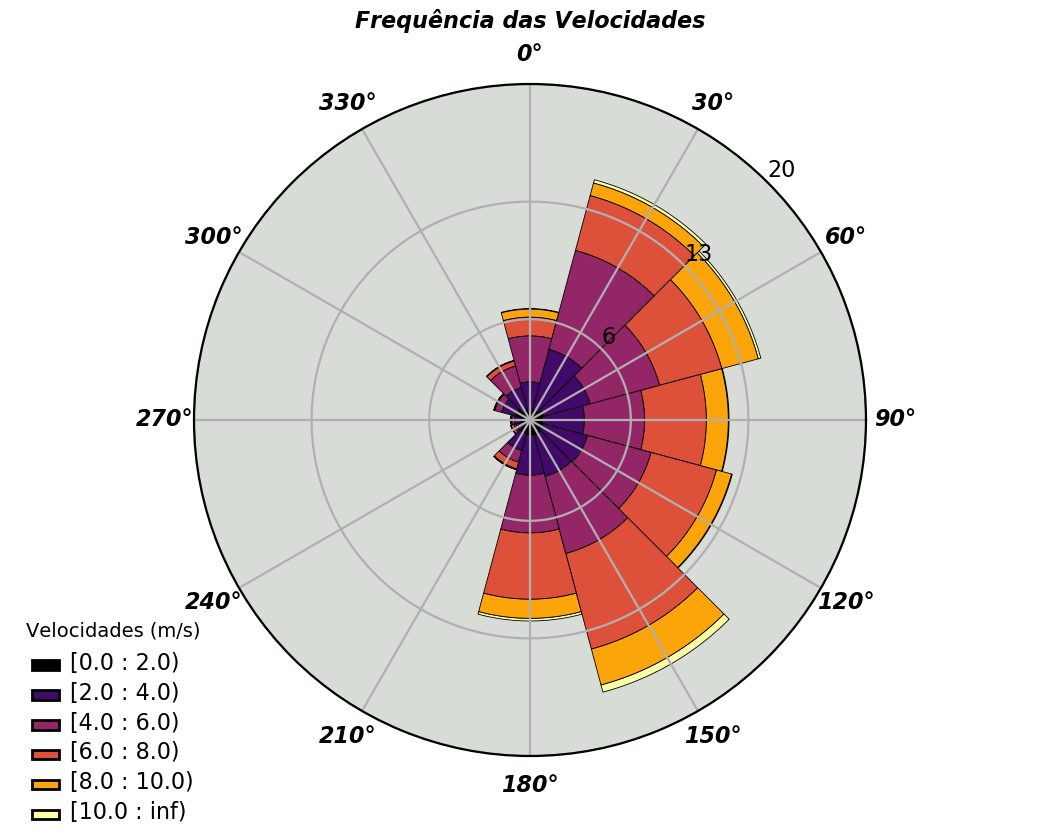 Frequência das Velocidades
0°
330°
30°
20
300°
60°
13
6
270°
90°
240°
120°
210°
150°
180°
Velocidades (m/s)
[0.0 : 2.0)
[2.0 : 4.0)
[4.0 : 6.0)
[6.0 : 8.0)
[8.0 : 10.0)
[10.0 : inf)